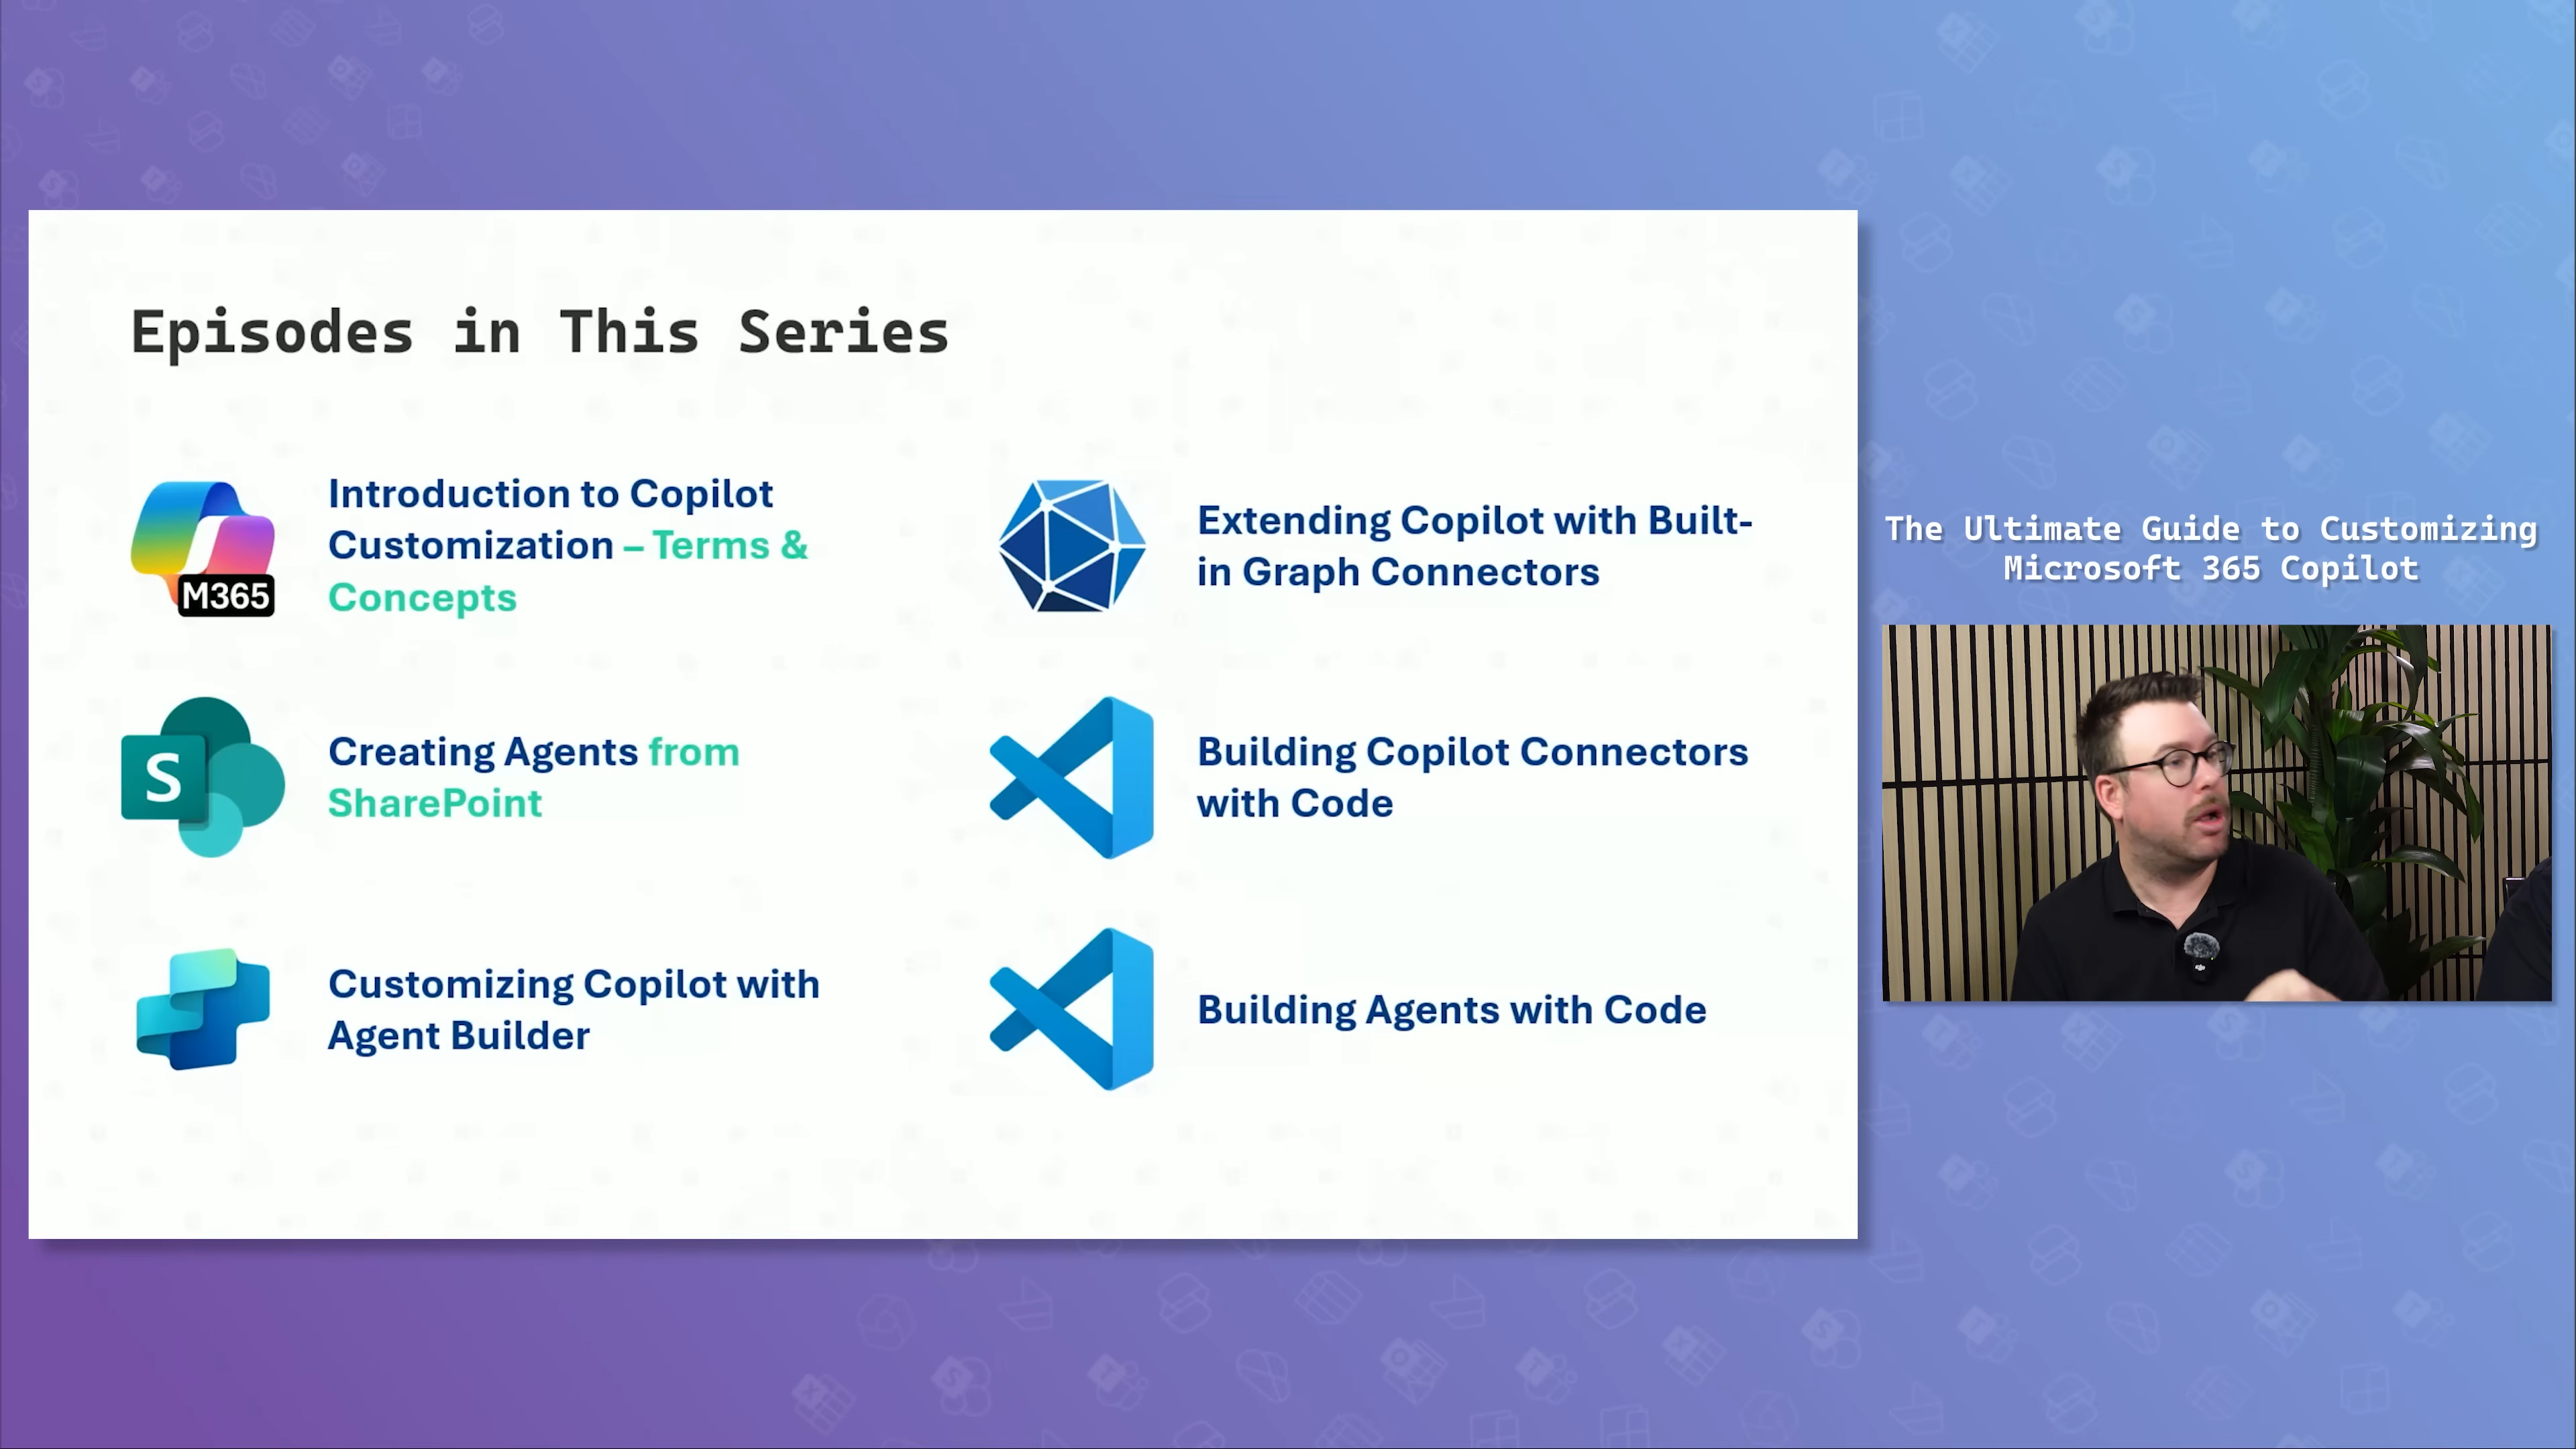 Episodes in This Series
M365
Introduction to Copilot
Customization – Terms &
Concepts
S
Creating Agents from
SharePoint
Customizing Copilot with
Agent Builder
Extending Copilot with Built-
in Graph Connectors
Building Copilot Connectors
with Code
Building Agents with Code
The Ultimate Guide to Customizing
Microsoft 365 Copilot